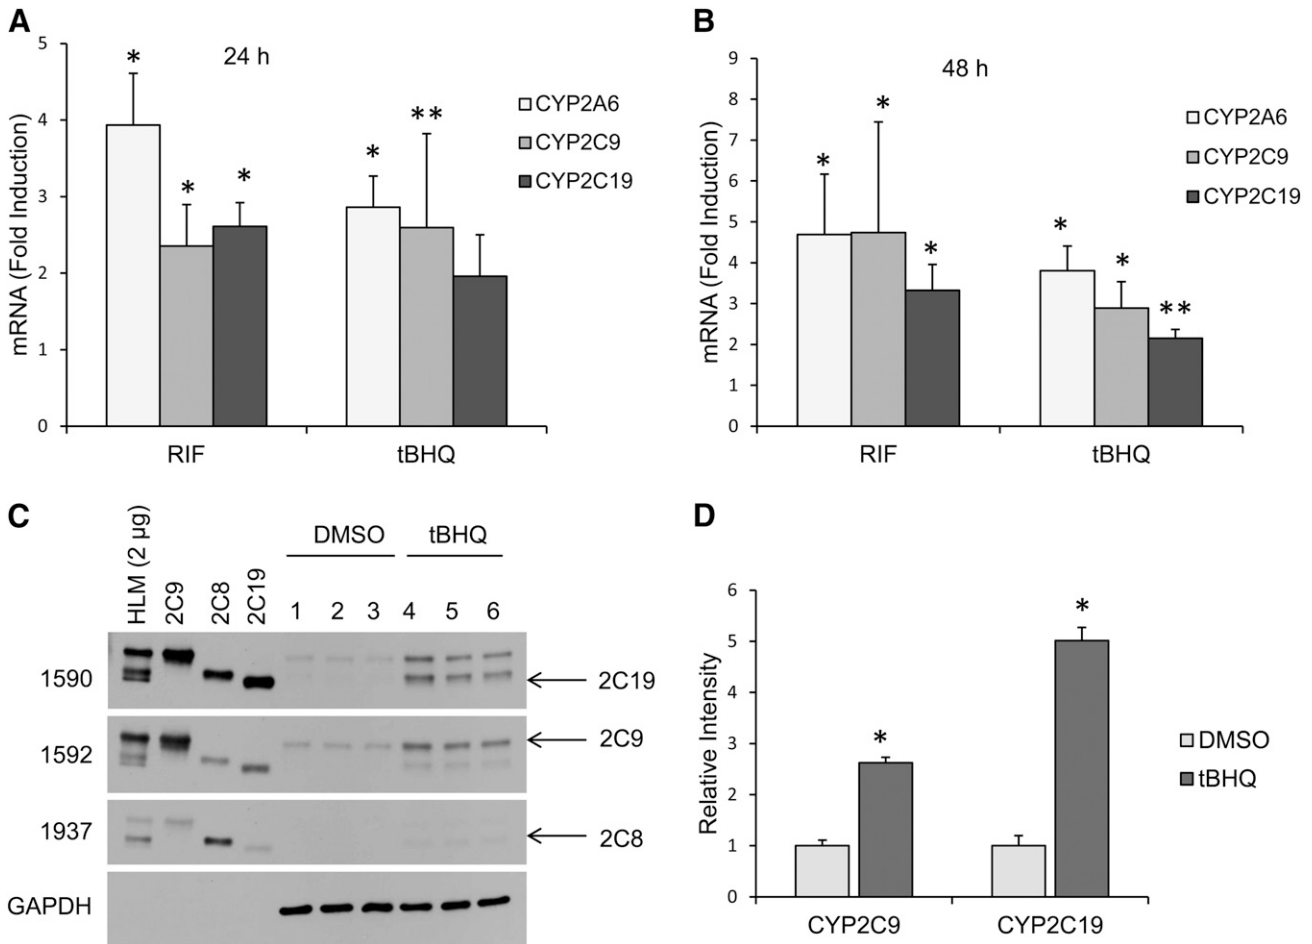 A
5
4
3
2
1
0
mRNA (Fold Induction)
24 h
*
*
*
*
**
CYP2A6
CYP2C9
CYP2C19
RIF
tBHQ
B
9
8
7
6
5
4
3
2
1
0
mRNA (Fold Induction)
48 h
*
*
*
*
*
**
CYP2A6
CYP2C9
CYP2C19
RIF
tBHQ
C
HLM (2 µg)
2C9
2C8
2C19
DMSO
tBHQ
1 2 3 4 5 6
1590
2C19
1592
2C9
1937
2C8
GAPDH
D
6
5
4
3
2
1
0
Relative Intensity
*
*
DMSO
tBHQ
CYP2C9
CYP2C19